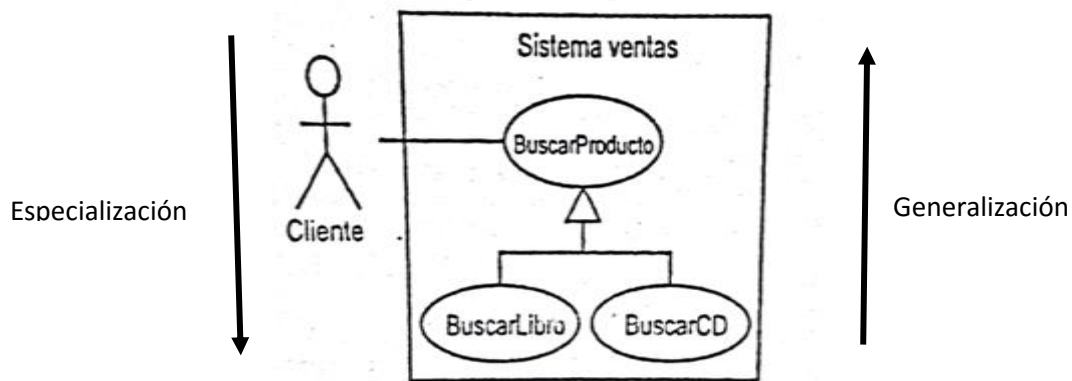 Sistema ventas
BuscarProducto
Especialización
Generalización
Cliente
BuscarLibro
BuscarCD